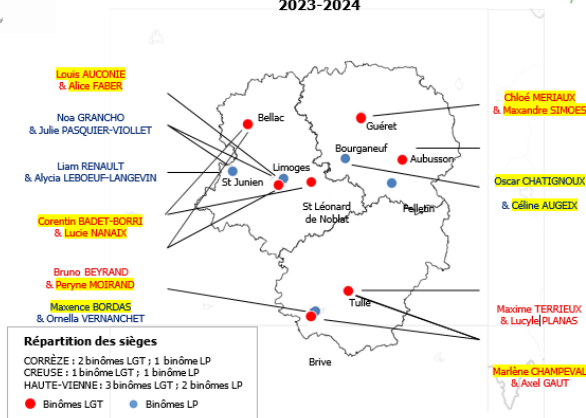 2023-2024
Louis AUCONIE
& Alice FABER
Noa GRANCHO
& Julie PASQUIER-VIOLLET
Liam RENAULT
& Alycia LEBOEUF-LANGEVIN
Corentin BADET-BORRI
& Lucie NANAIX
Bruno BEYRAND
& Peryne MOIRAND
Maxence BORDAS
& Ornella VERNANCHET
Bellac
Guéret
Bourganeuf
Aubusson
Limoges
St Junien
St Léonard
de Noblat
Felletin
Tulle
Brive
Chloé MERIAUX
& Maxandre SIMOES
Oscar CHATIGNOUX
& Céline AUGEIX
Maxime TERRIEUX
& Lucyle PLANAS
Marlène CHAMPEVAL
& Axel GAUT
Répartition des sièges
CORRÈZE : 2 binômes LGT ; 1 binôme LP
CREUSE : 1 binôme LGT ; 1 binôme LP
HAUTE-VIENNE : 3 binômes LGT ; 2 binômes LP
Binômes LGT
Binômes LP